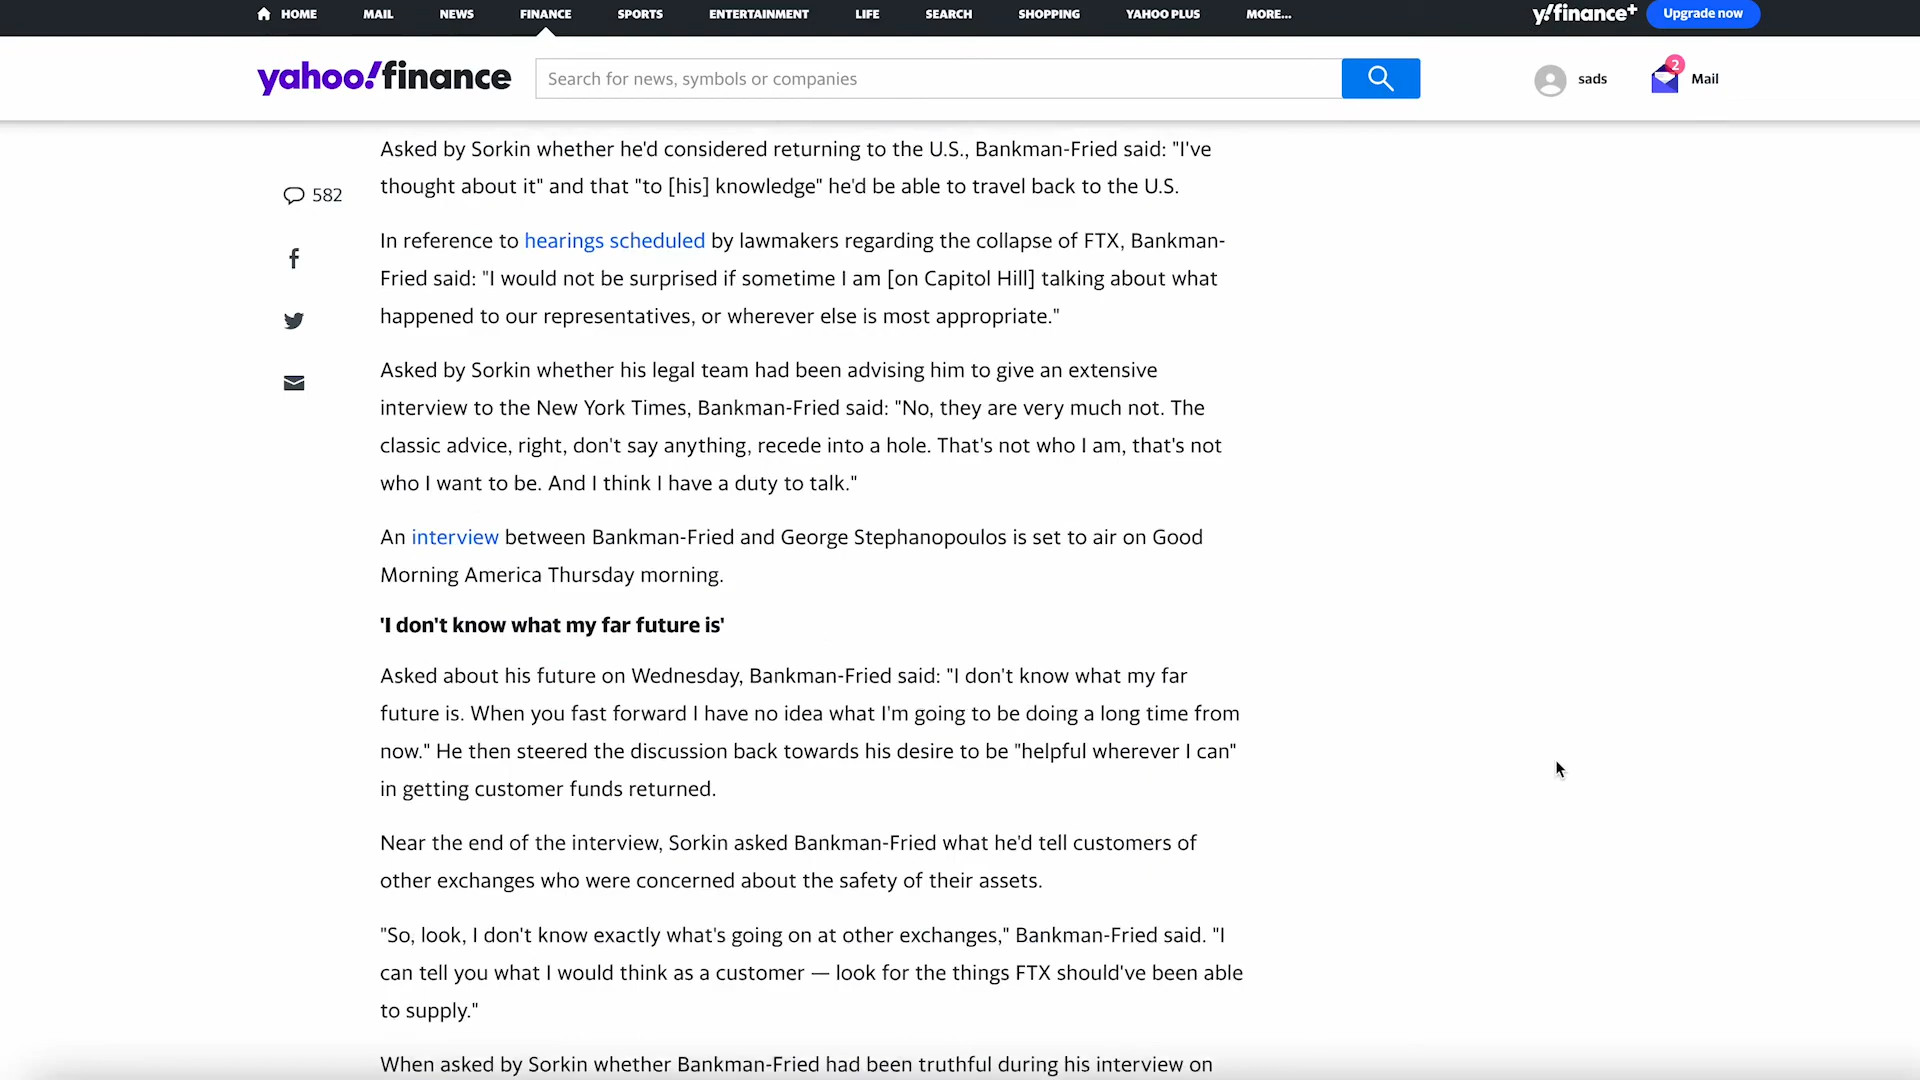 HOME MAIL NEWS FINANCE SPORTS ENTERTAINMENT LIFE SEARCH SHOPPING YAHOO PLUS MORE... y!finance+ Upgrade now
yahoo!finance Search for news, symbols or companies sads 2 Mail
582
Asked by Sorkin whether he'd considered returning to the U.S., Bankman-Fried said: "I've
thought about it" and that "to [his] knowledge" he'd be able to travel back to the U.S.
In reference to hearings scheduled by lawmakers regarding the collapse of FTX, Bankman-
Fried said: "I would not be surprised if sometime I am [on Capitol Hill] talking about what
happened to our representatives, or wherever else is most appropriate."
Asked by Sorkin whether his legal team had been advising him to give an extensive
interview to the New York Times, Bankman-Fried said: "No, they are very much not. The
classic advice, right, don't say anything, recede into a hole. That's not who I am, that's not
who I want to be. And I think I have a duty to talk."
An interview between Bankman-Fried and George Stephanopoulos is set to air on Good
Morning America Thursday morning.
'I don't know what my far future is'
Asked about his future on Wednesday, Bankman-Fried said: "I don't know what my far
future is. When you fast forward I have no idea what I'm going to be doing a long time from
now." He then steered the discussion back towards his desire to be "helpful wherever I can"
in getting customer funds returned.
Near the end of the interview, Sorkin asked Bankman-Fried what he'd tell customers of
other exchanges who were concerned about the safety of their assets.
"So, look, I don't know exactly what's going on at other exchanges," Bankman-Fried said. "I
can tell you what I would think as a customer — look for the things FTX should've been able
to supply."
When asked by Sorkin whether Bankman-Fried had been truthful during his interview on